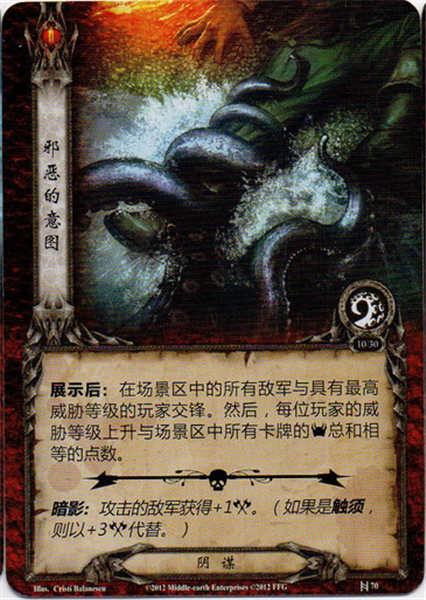 邪恶的意图
10/30
展示后：在场景区中的所有敌军与具有最高
威胁等级的玩家交锋。然后，每位玩家的威
胁等级上升与场景区中所有卡牌的总和相
等的点数。
暗影：攻击的敌军获得+1。（如果是触须，
则以+3代替。）
阴谋
Illus. Cristi Balanescu ©2012 Middle-earth Enterprises ©2012 FFG 70